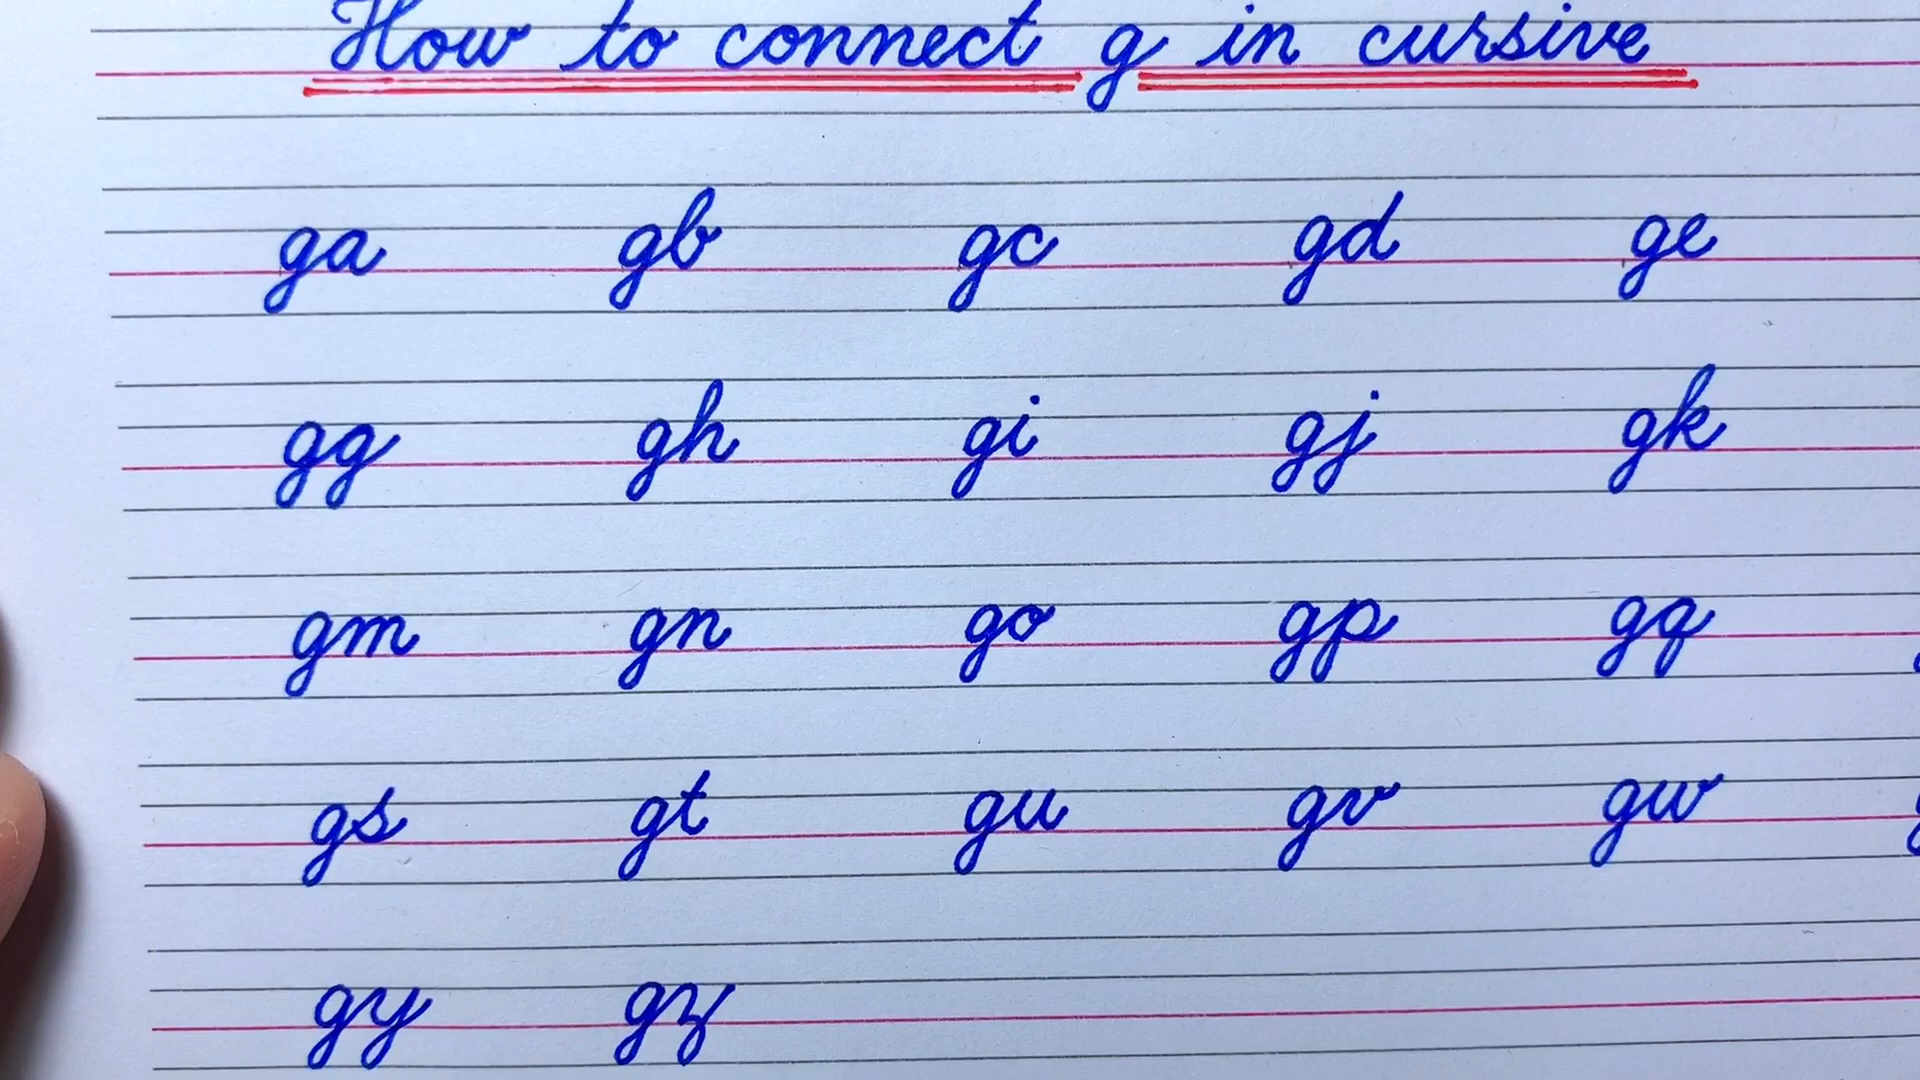 How to connect g in cursive
ga gb gc gd ge
gg gh gi gj gk
gm gn go gp gq
gs gt gu gv gw
gy gz